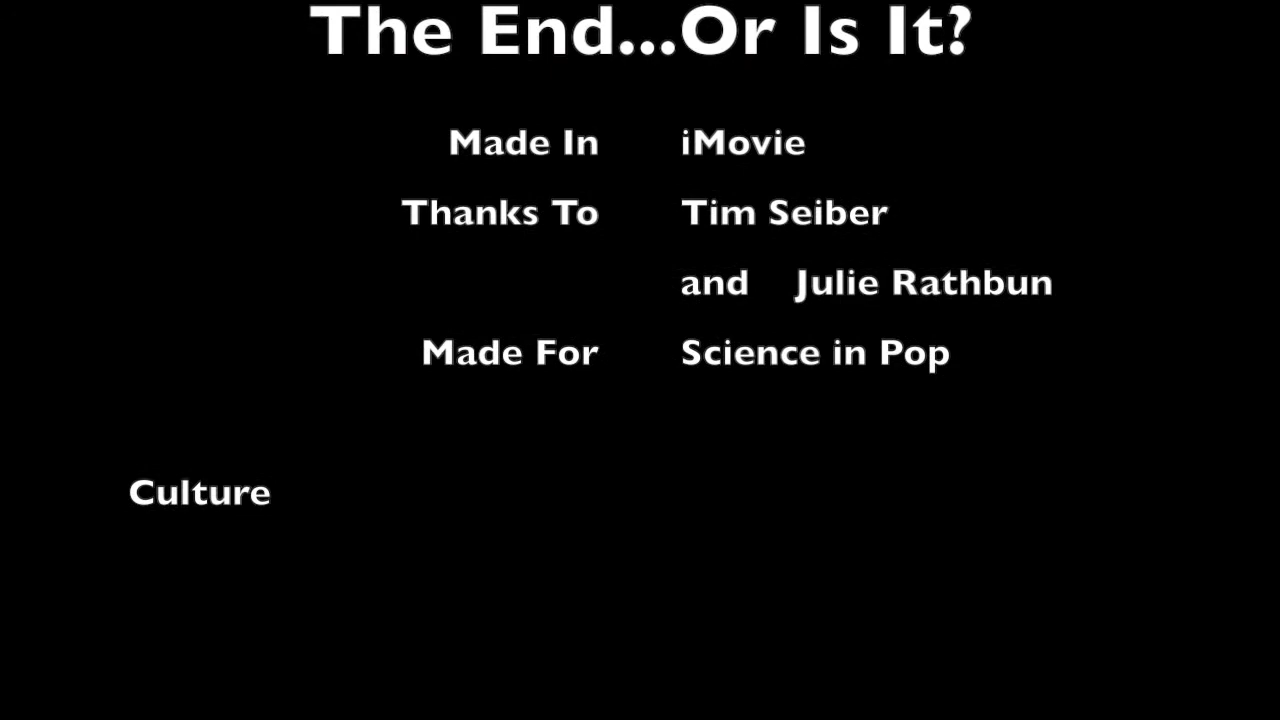 The End...Or Is It?
Made In iMovie
Thanks To Tim Seiber
and Julie Rathbun
Made For Science in Pop
Culture